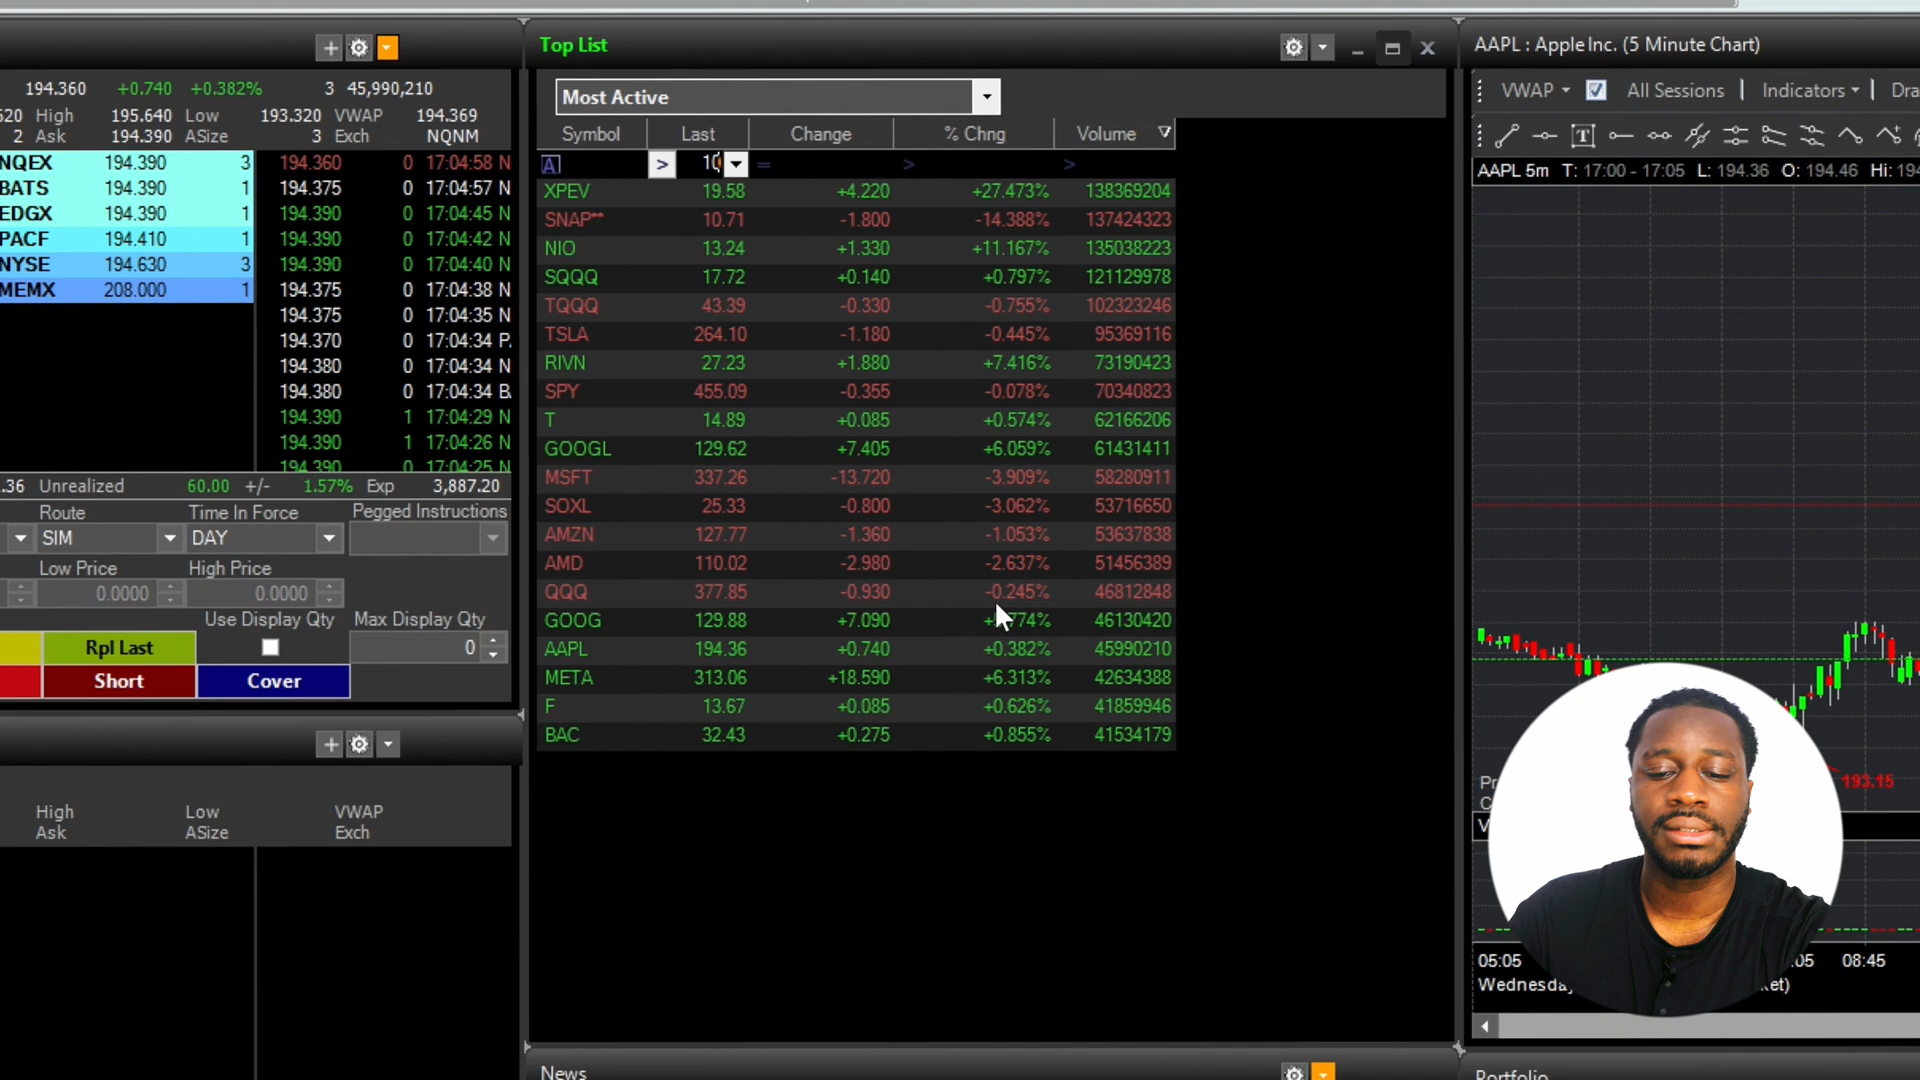 194.360 +0.740 +0.382% 3 45,990,210
520 High 195.640 Low 193.320 VWAP 194.369
2 Ask 194.390 ASize 3 Exch NQNM
NQEX 194.390 3
BATS 194.390 1
EDGX 194.390 1
PACF 194.410 1
NYSE 194.630 3
MEMX 208.000 1
194.360 0 17:04:58 N
194.375 0 17:04:57 N
194.390 0 17:04:45 N
194.390 0 17:04:42 N
194.390 0 17:04:40 N
194.375 0 17:04:38 N
194.375 0 17:04:35 N
194.370 0 17:04:34 P
194.380 0 17:04:34 N
194.380 0 17:04:34 B
194.390 1 17:04:29 N
194.390 1 17:04:26 N
194.390 0 17:04:25 N
.36 Unrealized 60.00 +/- 1.57% Exp 3,887.20
Route Time In Force Pegged Instructions
SIM DAY
Low Price High Price
0.0000 0.0000
Use Display Qty Max Display Qty
Rpl Last 0
Short Cover
High Low VWAP
Ask ASize Exch
Top List
Most Active
Symbol Last Change % Chng Volume
A > 10 = > >
XPEV 19.58 +4.220 +27.473% 138369204
SNAP** 10.71 -1.800 -14.388% 137424323
NIO 13.24 +1.330 +11.167% 135038223
SQQQ 17.72 +0.140 +0.797% 121129978
TQQQ 43.39 -0.330 -0.755% 102323246
TSLA 264.10 -1.180 -0.445% 95369116
RIVN 27.23 +1.880 +7.416% 73190423
SPY 455.09 -0.355 -0.078% 70340823
T 14.89 +0.085 +0.574% 62166206
GOOGL 129.62 +7.405 +6.059% 61431411
MSFT 337.26 -13.720 -3.909% 58280911
SOXL 25.33 -0.800 -3.062% 53716650
AMZN 127.77 -1.360 -1.053% 53637838
AMD 110.02 -2.980 -2.637% 51456389
QQQ 377.85 -0.930 -0.245% 46812848
GOOG 129.88 +7.090 774% 46130420
AAPL 194.36 +0.740 +0.382% 45990210
META 313.06 +18.590 +6.313% 42634388
F 13.67 +0.085 +0.626% 41859946
BAC 32.43 +0.275 +0.855% 41534179
News
AAPL : Apple Inc. (5 Minute Chart)
VWAP All Sessions Indicators Dra
T
AAPL 5m T: 17:00 - 17:05 L: 194.36 O: 194.46 Hi: 194
193.15
05:05 :05 08:45
Wednesday ket)
Portfolio